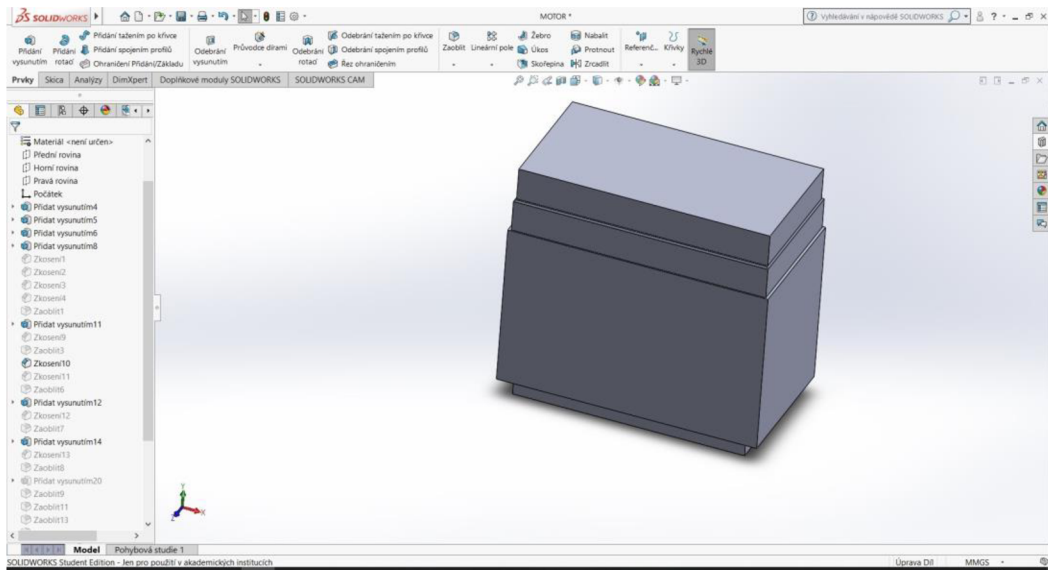 SOLIDWORKS
MOTOR *
Vyhledávání v nápovědě SOLIDWORKS
Přidání vysunutím
Přidání rotací
Přidání tažením po křivce
Přidání spojením profilů
Ohraničení Přidání/Základu
Odebrání vysunutím
Průvodce dírami
Odebrání rotací
Odebrání tažením po křivce
Odebrání spojením profilů
Řez ohraničením
Zaoblit
Lineární pole
Žebro
Úkos
Skořepina
Nabalit
Protnout
Zrcadlit
Referenč...
Křivky
Rychlé 3D
Prvky
Skica
Analýzy
DimXpert
Doplňkové moduly SOLIDWORKS
SOLIDWORKS CAM
Materiál <není určen>
Přední rovina
Horní rovina
Pravá rovina
Počátek
Přidat vysunutím4
Přidat vysunutím5
Přidat vysunutím6
Přidat vysunutím8
Zkosení1
Zkosení2
Zkosení3
Zkosení4
Zaoblit1
Přidat vysunutím11
Zkosení9
Zaoblit3
Zkosení10
Zkosení11
Zaoblit6
Přidat vysunutím12
Zkosení12
Zaoblit7
Přidat vysunutím14
Zkosení13
Zaoblit8
Přidat vysunutím20
Zaoblit9
Zaoblit11
Zaoblit13
Y
X
Z
Model
Pohybová studie 1
SOLIDWORKS Student Edition - Jen pro použití v akademických institucích
Úprava Díl
MMGS